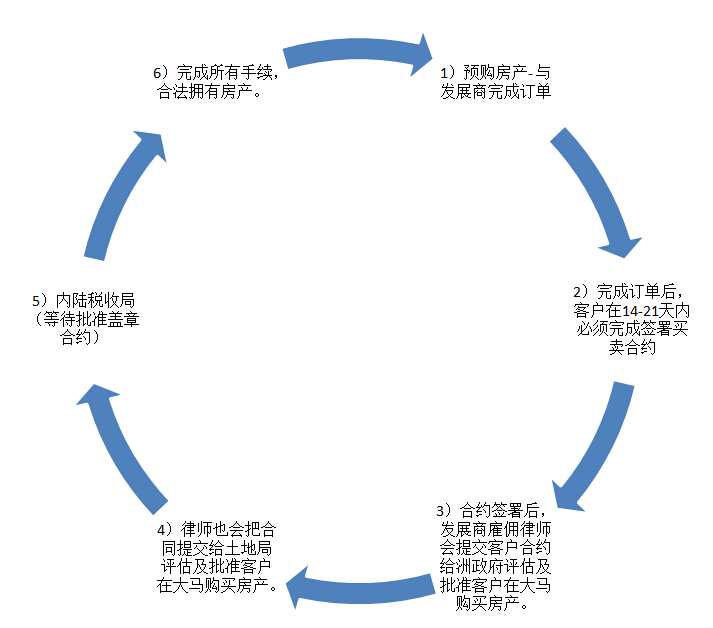 1）预购房产-与
发展商完成订单
2）完成订单后，
客户在14-21天内
必须完成签署买
卖合约
3）合约签署后，
发展商雇佣律师
会提交客户合约
给洲政府评估及
批准客户在大马
购买房产。
4）律师也会把合
同提交给土地局
评估及批准客户
在大马购买房产。
5）内陆税收局
（等待批准盖章
合约）
6）完成所有手续，
合法拥有房产。